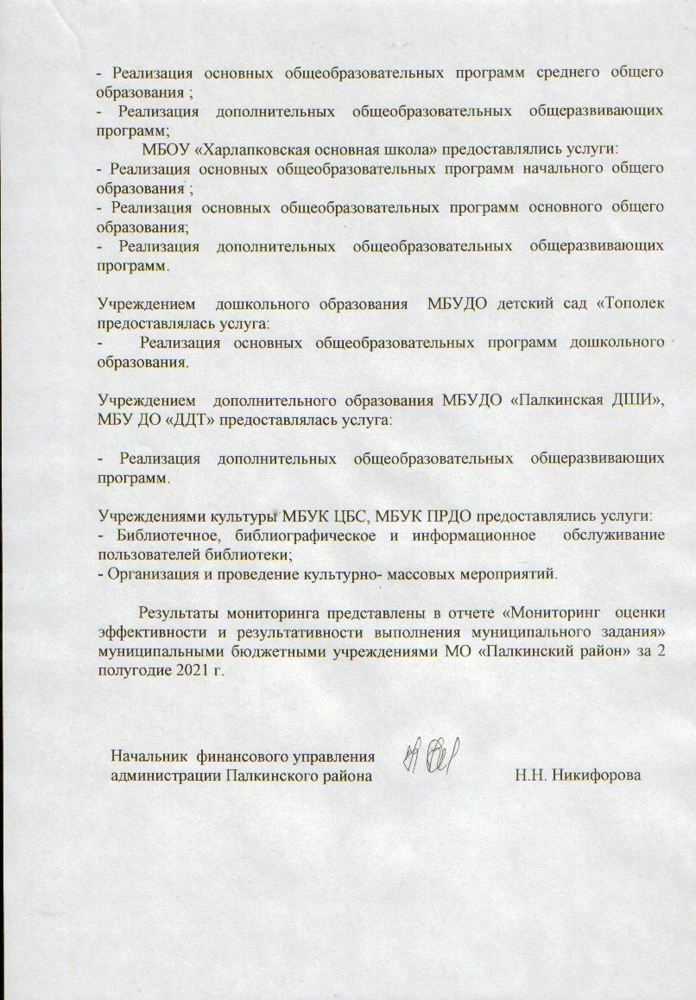 - Реализация основных общеобразовательных программ среднего общего
образования ;
- Реализация дополнительных общеобразовательных общеразвивающих
программ;
МБОУ «Харлапковская основная школа» предоставлялись услуги:
- Реализация основных общеобразовательных программ начального общего
образования ;
- Реализация основных общеобразовательных программ основного общего
образования;
- Реализация дополнительных общеобразовательных общеразвивающих
программ.
Учреждением дошкольного образования МБУДО детский сад «Тополек
предоставлялась услуга:
- Реализация основных общеобразовательных программ дошкольного
образования.
Учреждением дополнительного образования МБУДО «Палкинская ДШИ»,
МБУ ДО «ДДТ» предоставлялась услуга:
- Реализация дополнительных общеобразовательных общеразвивающих
программ.
Учреждениями культуры МБУК ЦБС, МБУК ПРДО предоставлялись услуги:
- Библиотечное, библиографическое и информационное обслуживание
пользователей библиотеки;
- Организация и проведение культурно- массовых мероприятий.
Результаты мониторинга представлены в отчете «Мониторинг оценки
эффективности и результативности выполнения муниципального задания»
муниципальными бюджетными учреждениями МО «Палкинский район» за 2
полугодие 2021 г.
Начальник финансового управления
администрации Палкинского района Н.Н. Никифорова